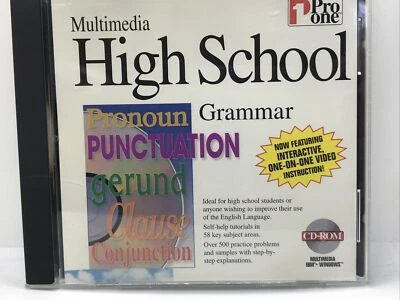 Multimedia
Pro
one
High School
Grammar
Pronoun
PUNCTUATION
gerund
Clause
Conjunction
NOW FEATURING
INTERACTIVE,
ONE-ON-ONE VIDEO
INSTRUCTION!
Ideal for high school students or
anyone wishing to improve their use
of the English Language.
Self-help tutorials in
58 key subject areas.
Over 500 practice problems
and samples with step-by-
step explanations.
CD-ROM
MULTIMEDIA
IBM® WINDOWS™